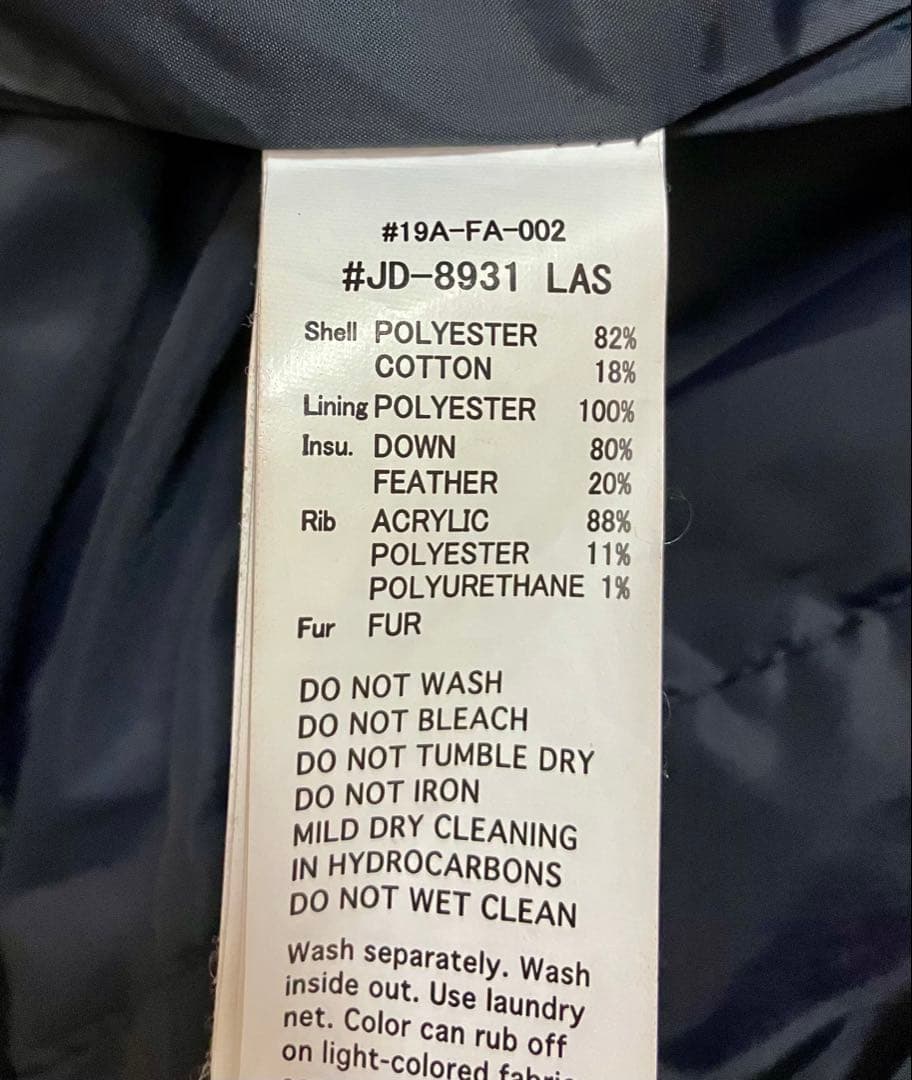 #19A-FA-002
#JD-8931 LAS
Shell POLYESTER 82%
COTTON 18%
Lining POLYESTER 100%
Insu. DOWN 80%
FEATHER 20%
Rib ACRYLIC 88%
POLYESTER 11%
POLYURETHANE 1%
Fur FUR
DO NOT WASH
DO NOT BLEACH
DO NOT TUMBLE DRY
DO NOT IRON
MILD DRY CLEANING
IN HYDROCARBONS
DO NOT WET CLEAN
Wash separately. Wash
inside out. Use laundry
net. Color can rub off
on light-colored